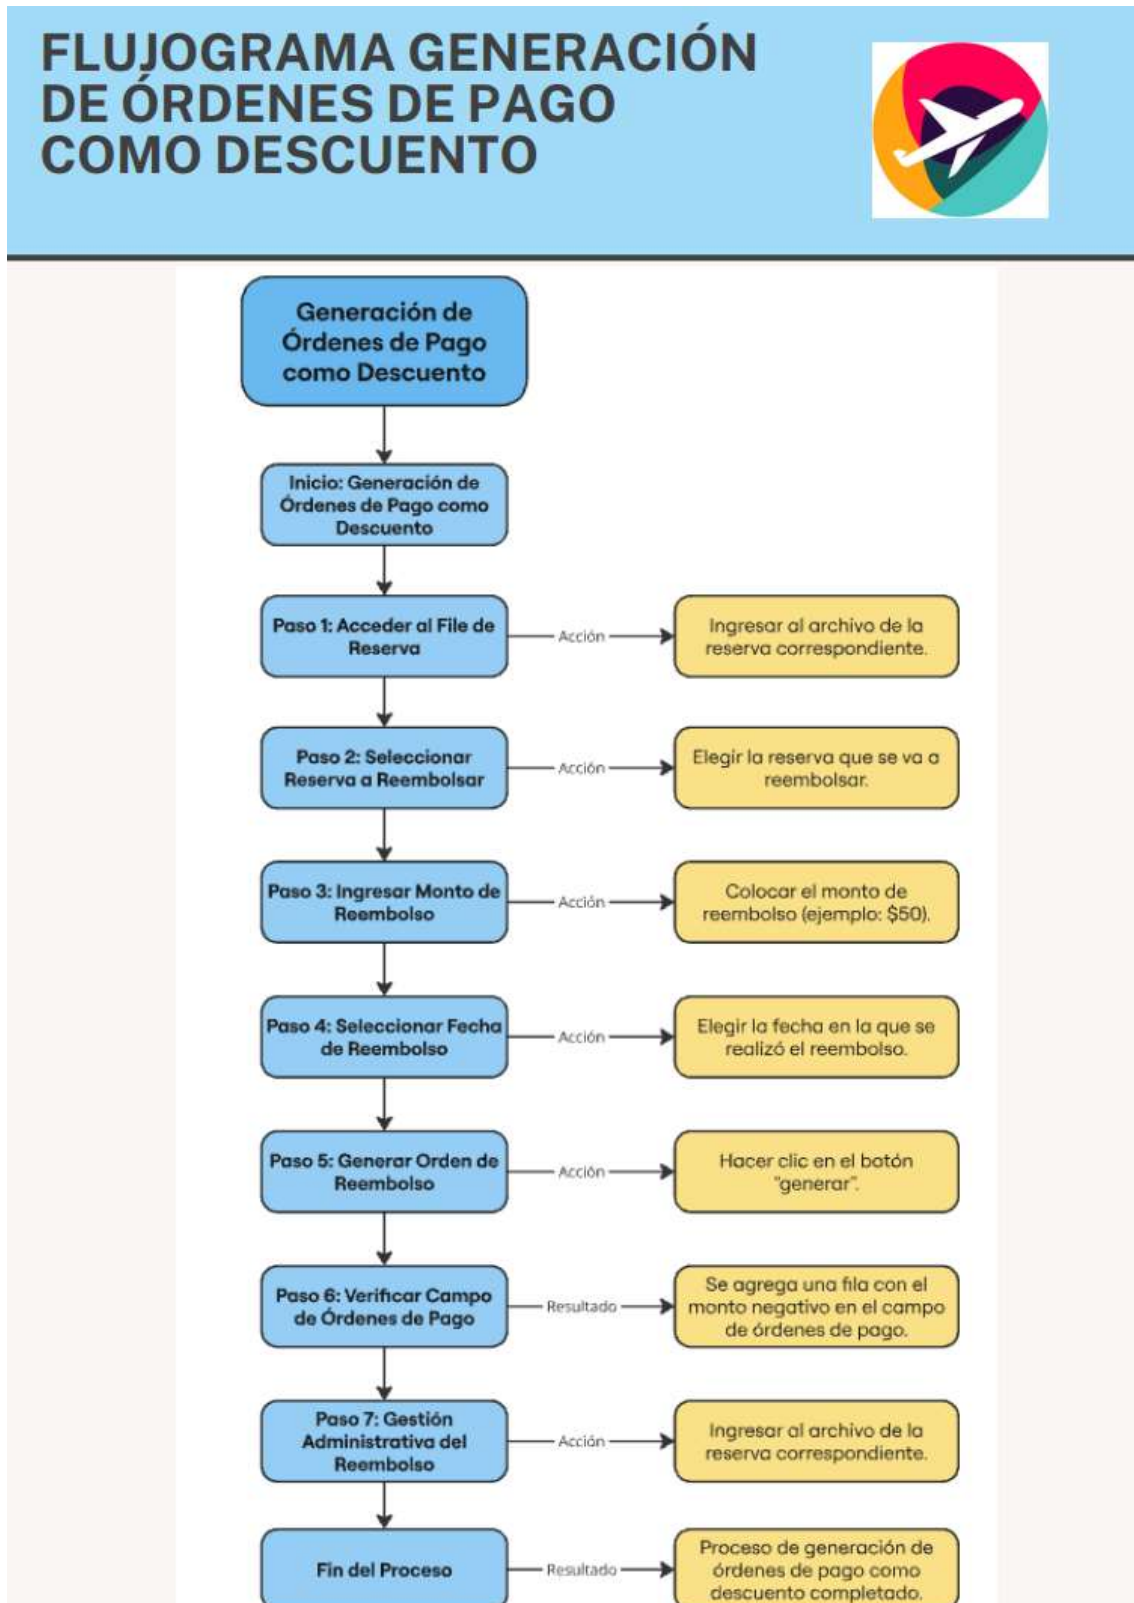 FLUJOGRAMA GENERACIÓN
DE ÓRDENES DE PAGO
COMO DESCUENTO
Generación de
Órdenes de Pago
como Descuento
Inicio: Generación de
Órdenes de Pago como
Descuento
Paso 1: Acceder al File de
Reserva
Acción
Ingresar al archivo de la
reserva correspondiente.
Paso 2: Seleccionar
Reserva a Reembolsar
Acción
Elegir la reserva que se va a
reembolsar.
Paso 3: Ingresar Monto de
Reembolso
Acción
Colocar el monto de
reembolso (ejemplo: $50).
Paso 4: Seleccionar Fecha
de Reembolso
Acción
Elegir la fecha en la que se
realizó el reembolso.
Paso 5: Generar Orden de
Reembolso
Acción
Hacer clic en el botón
"generar".
Paso 6: Verificar Campo
de Órdenes de Pago
Resultado
Se agrega una fila con el
monto negativo en el campo
de órdenes de pago.
Paso 7: Gestión
Administrativa del
Reembolso
Acción
Ingresar al archivo de la
reserva correspondiente.
Fin del Proceso
Resultado
Proceso de generación de
órdenes de pago como
descuento completado.